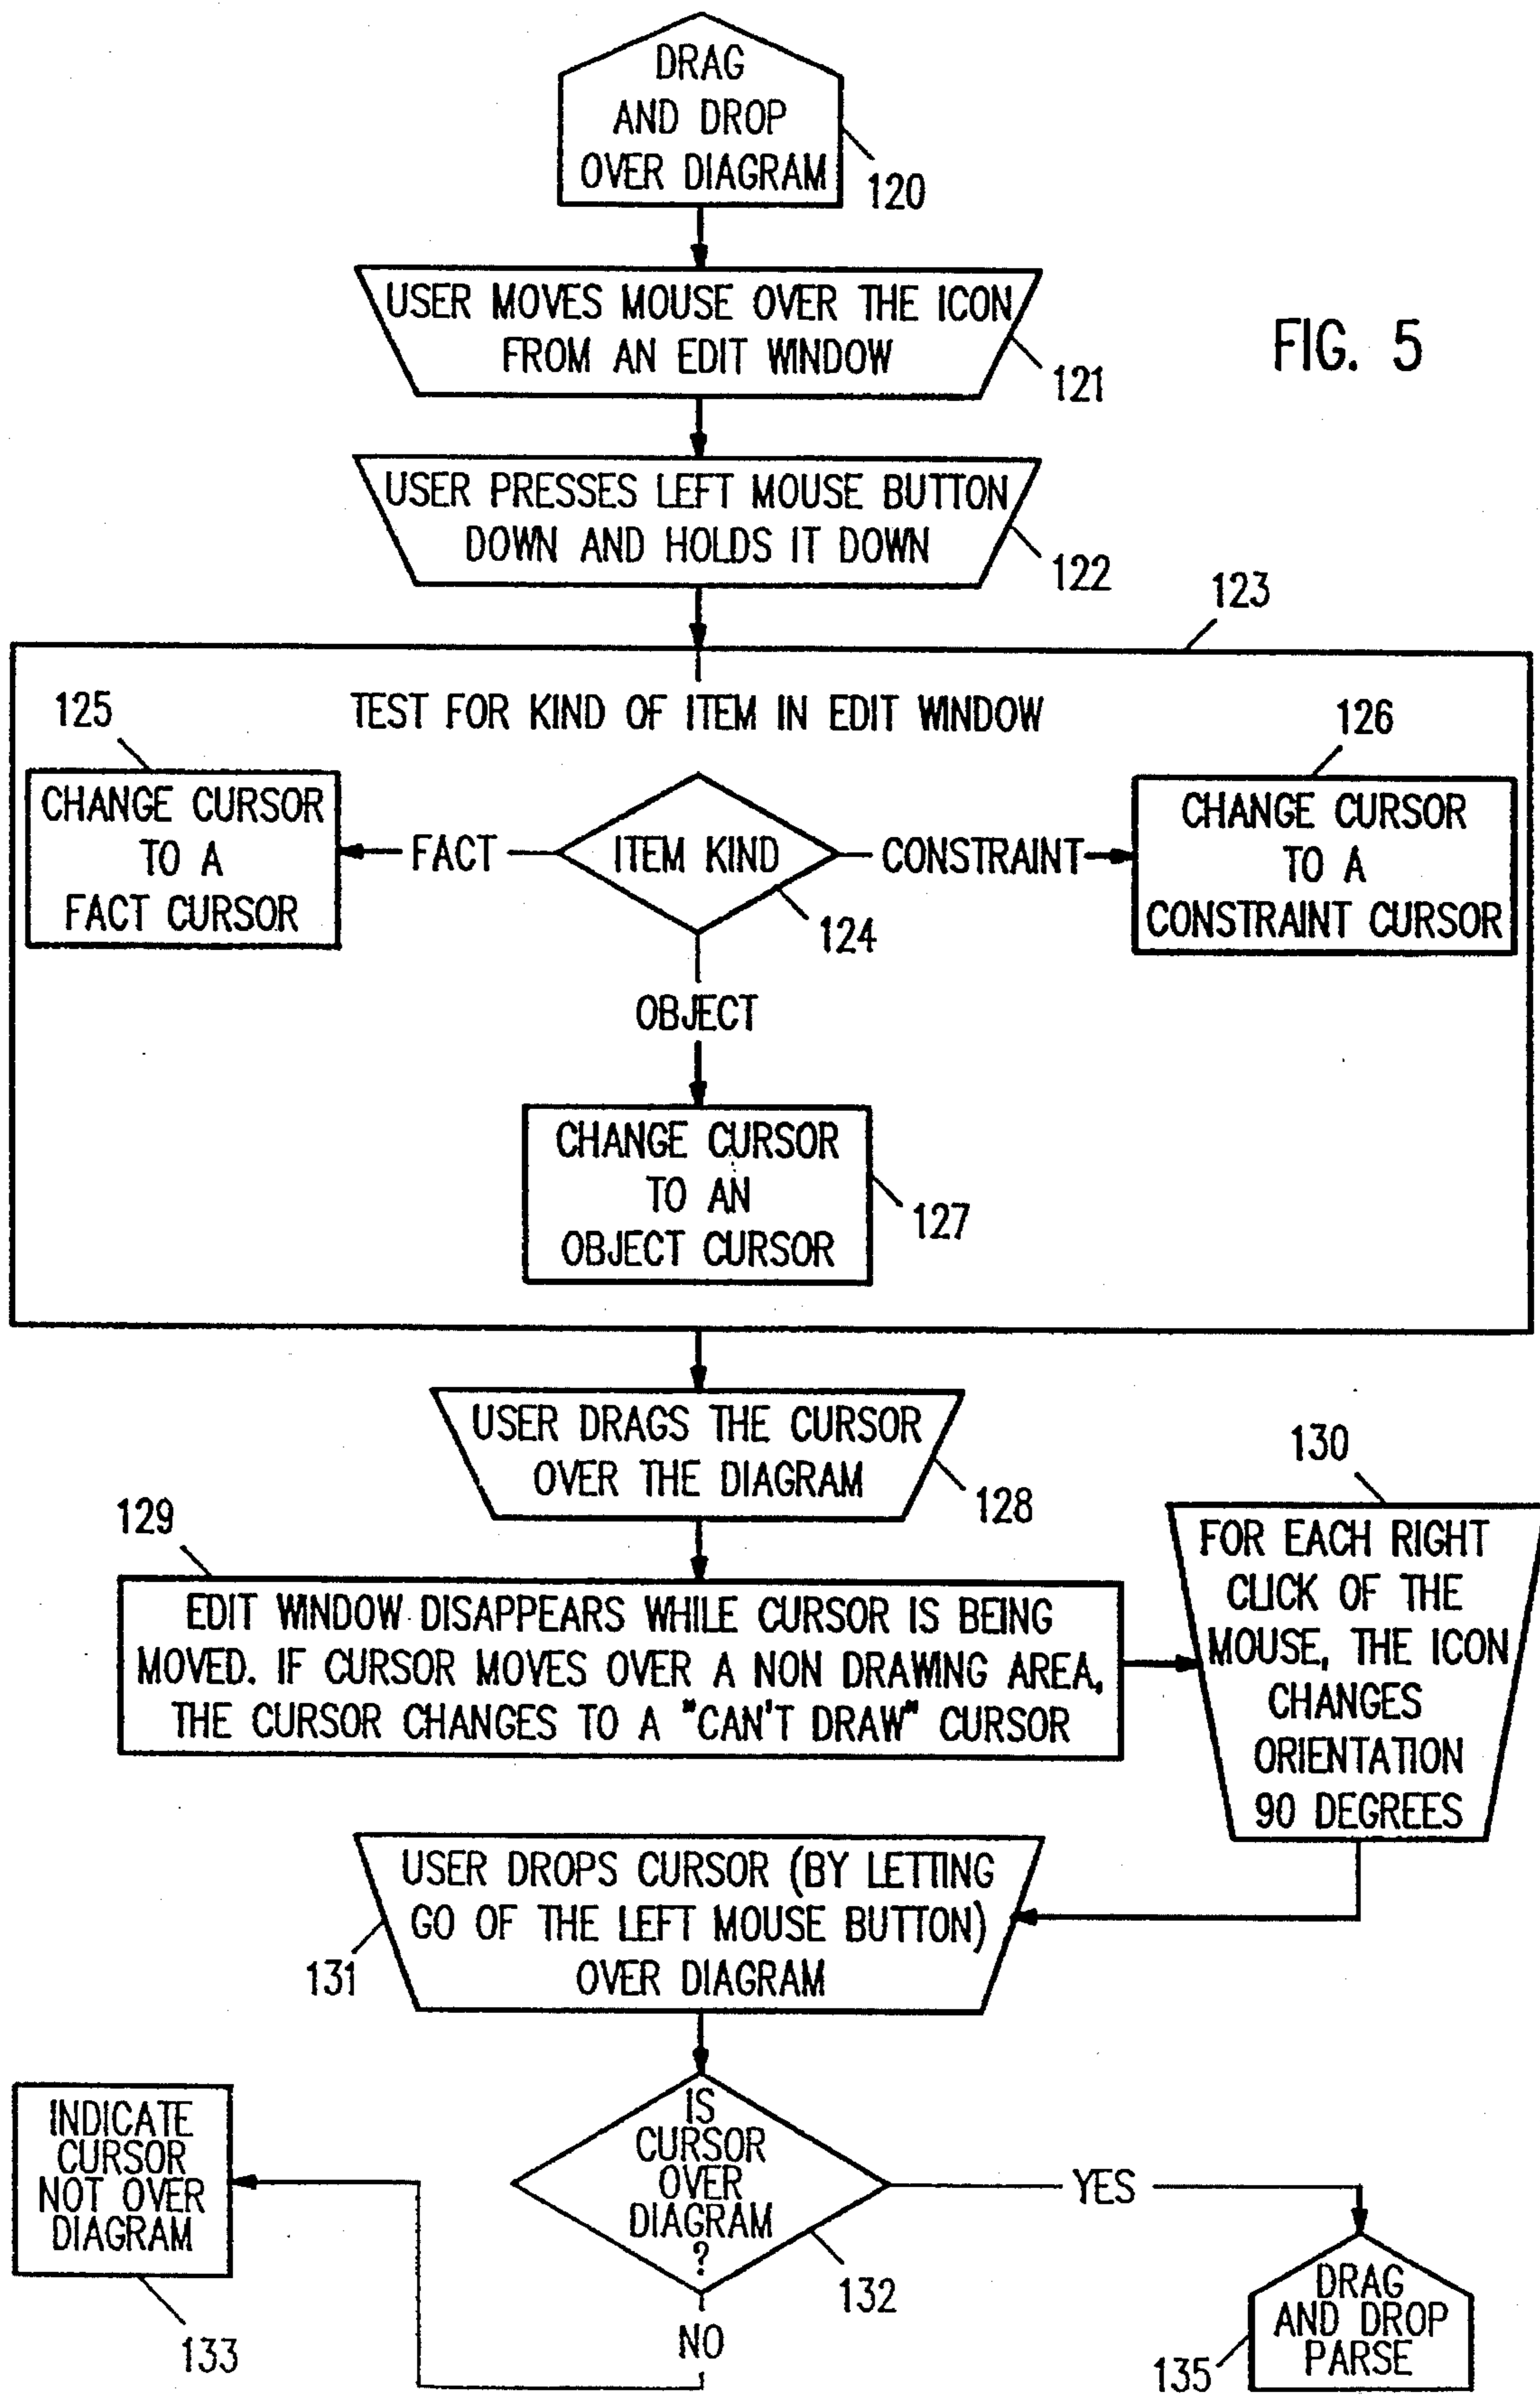 DRAG
AND DROP
OVER DIAGRAM
120
USER MOVES MOUSE OVER THE ICON
FROM AN EDIT WINDOW
121
FIG. 5
USER PRESSES LEFT MOUSE BUTTON
DOWN AND HOLDS IT DOWN
122
123
TEST FOR KIND OF ITEM IN EDIT WINDOW
125
CHANGE CURSOR
TO A
FACT CURSOR
FACT
ITEM KIND
124
CONSTRAINT
126
CHANGE CURSOR
TO A
CONSTRAINT CURSOR
OBJECT
CHANGE CURSOR
TO AN
OBJECT CURSOR
127
USER DRAGS THE CURSOR
OVER THE DIAGRAM
128
129
EDIT WINDOW DISAPPEARS WHILE CURSOR IS BEING
MOVED. IF CURSOR MOVES OVER A NON DRAWING AREA,
THE CURSOR CHANGES TO A "CAN'T DRAW" CURSOR
130
FOR EACH RIGHT
CLICK OF THE
MOUSE, THE ICON
CHANGES
ORIENTATION
90 DEGREES
USER DROPS CURSOR (BY LETTING
GO OF THE LEFT MOUSE BUTTON)
OVER DIAGRAM
131
IS
CURSOR
OVER
DIAGRAM
?
132
NO
INDICATE
CURSOR
NOT OVER
DIAGRAM
133
YES
DRAG
AND DROP
PARSE
135